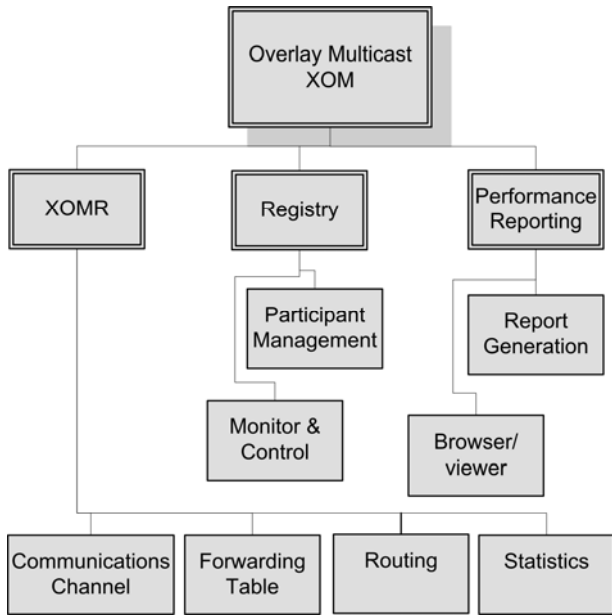 Overlay Multicast
XOM
XOMR
Registry
Performance
Reporting
Participant
Management
Report
Generation
Monitor &
Control
Browser/
viewer
Communications
Channel
Forwarding
Table
Routing
Statistics